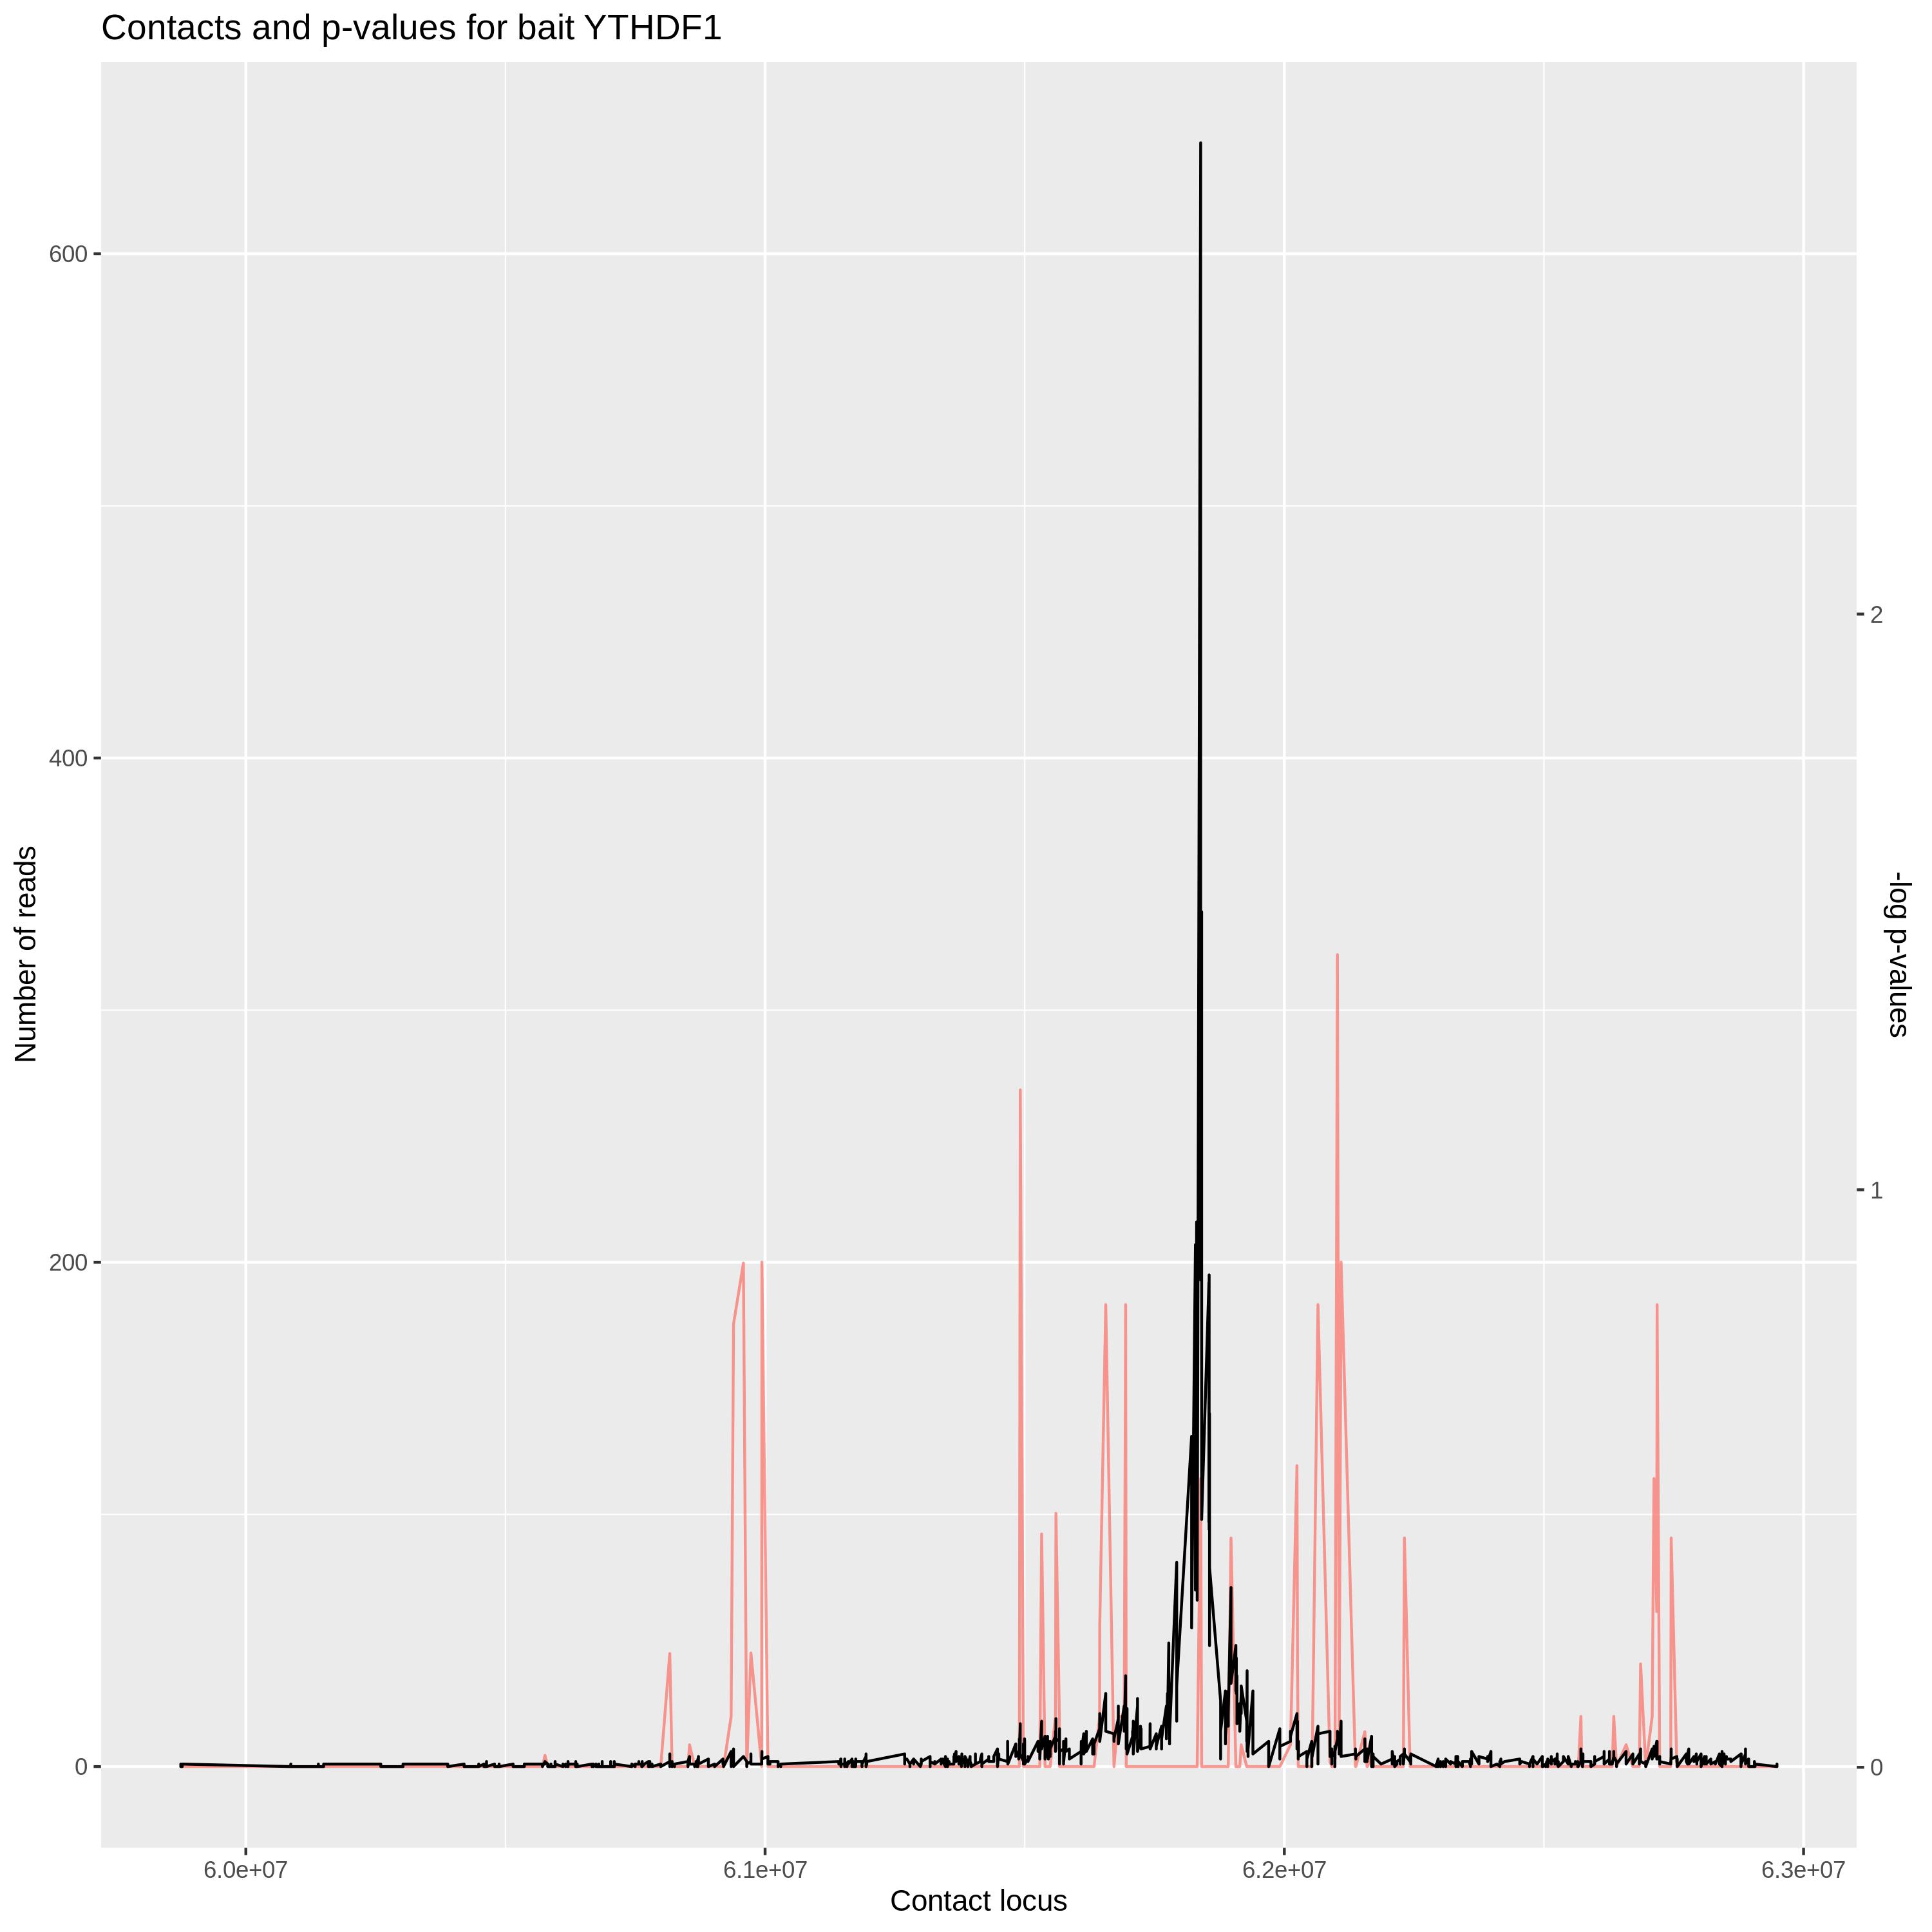 Contacts and p-values for bait YTHDF1
600
400
200
0
Number of reads
2
1
0
-log p-values
6.0e+07
6.1e+07
6.2e+07
6.3e+07
Contact locus